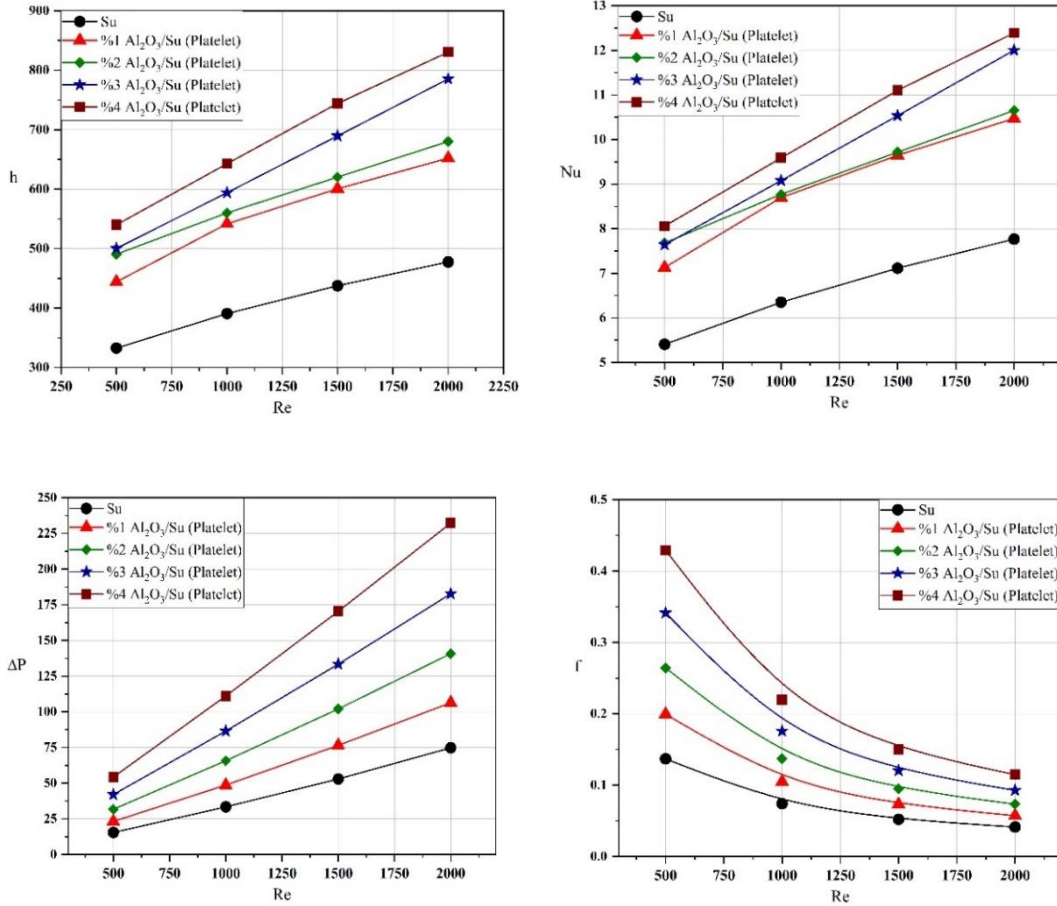 900
800
700
600
500
400
300
h
Su
%1 Al₂O₃/Su (Platelet)
%2 Al₂O₃/Su (Platelet)
%3 Al₂O₃/Su (Platelet)
%4 Al₂O₃/Su (Platelet)
250 500 750 1000 1250 1500 1750 2000 2250
Re
13
12
11
10
9
8
7
6
5
Nu
Su
%1 Al₂O₃/Su (Platelet)
%2 Al₂O₃/Su (Platelet)
%3 Al₂O₃/Su (Platelet)
%4 Al₂O₃/Su (Platelet)
500 750 1000 1250 1500 1750 2000
Re
250
225
200
175
150
125
100
75
50
25
0
ΔP
Su
%1 Al₂O₃/Su (Platelet)
%2 Al₂O₃/Su (Platelet)
%3 Al₂O₃/Su (Platelet)
%4 Al₂O₃/Su (Platelet)
500 750 1000 1250 1500 1750 2000
Re
0.5
0.4
0.3
0.2
0.1
0.0
f
Su
%1 Al₂O₃/Su (Platelet)
%2 Al₂O₃/Su (Platelet)
%3 Al₂O₃/Su (Platelet)
%4 Al₂O₃/Su (Platelet)
500 750 1000 1250 1500 1750 2000
Re